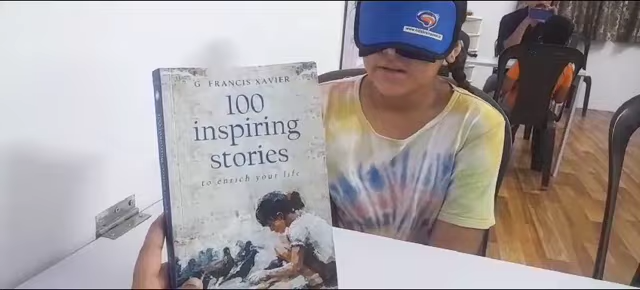 G. FRANCIS XAVIER
100
inspiring
stories
to enrich your life